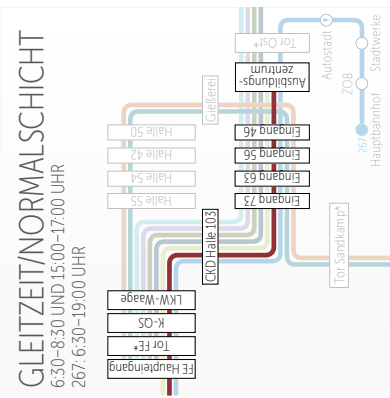 GLEITZEIT/NORMALSCHICHT
6:30–8:30 UND 15:00–17:00 UHR
267: 6:30–19:00 UHR
Tor Ost*
Ausbildungs-
zentrum
Autostadt
Stadtwerke
ZOB
267
Hauptbahnhof
Gießerei
Halle 50
Halle 42
Halle 54
Halle 55
Eingang 46
Eingang 56
Eingang 63
Eingang 73
CKD Halle 103
Tor Sandkamp*
LKW-Waage
K-QS
Tor FE*
FE Haupteingang